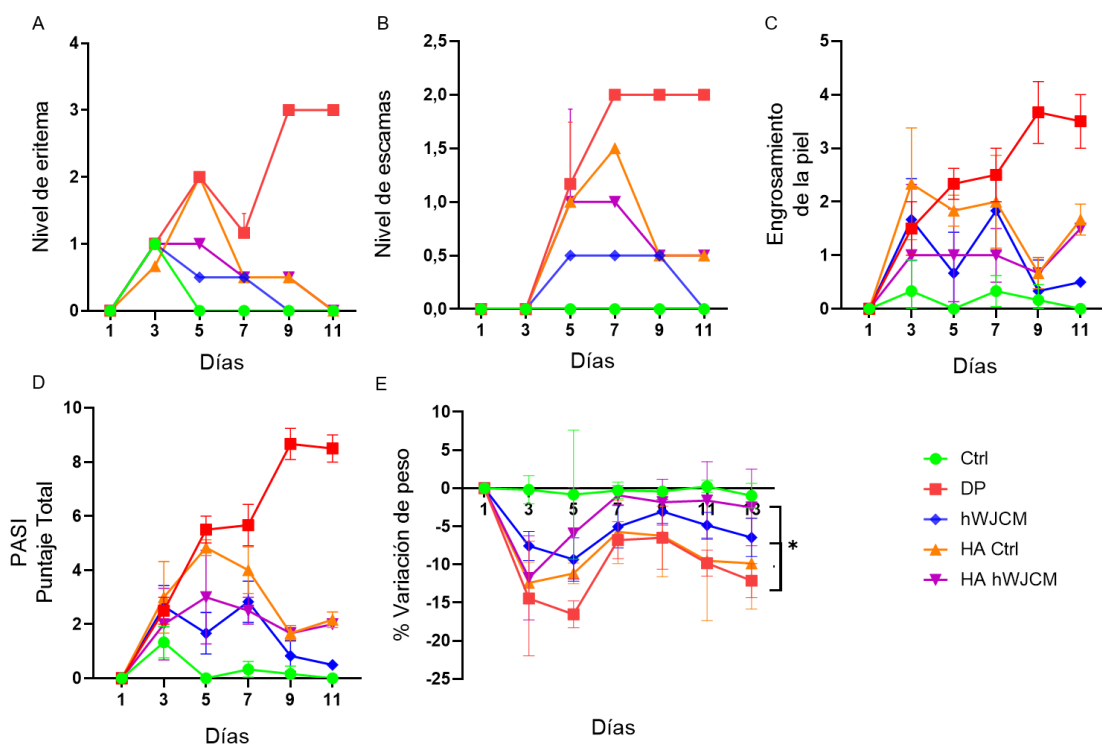 A
Nivel de eritema
4
3
2
1
0
1 3 5 7 9 11
Días
B
Nivel de escamas
2,5
2,0
1,5
1,0
0,5
0,0
1 3 5 7 9 11
Días
C
Engrosamiento
de la piel
5
4
3
2
1
0
1 3 5 7 9 11
Días
D
PASI
Puntaje Total
10
8
6
4
2
0
1 3 5 7 9 11
Días
E
% Variación de peso
10
5
0
-5
-10
-15
-20
-25
1 3 5 7 9 11 13
*
Días
Ctrl
DP
hWJCM
HA Ctrl
HA hWJCM